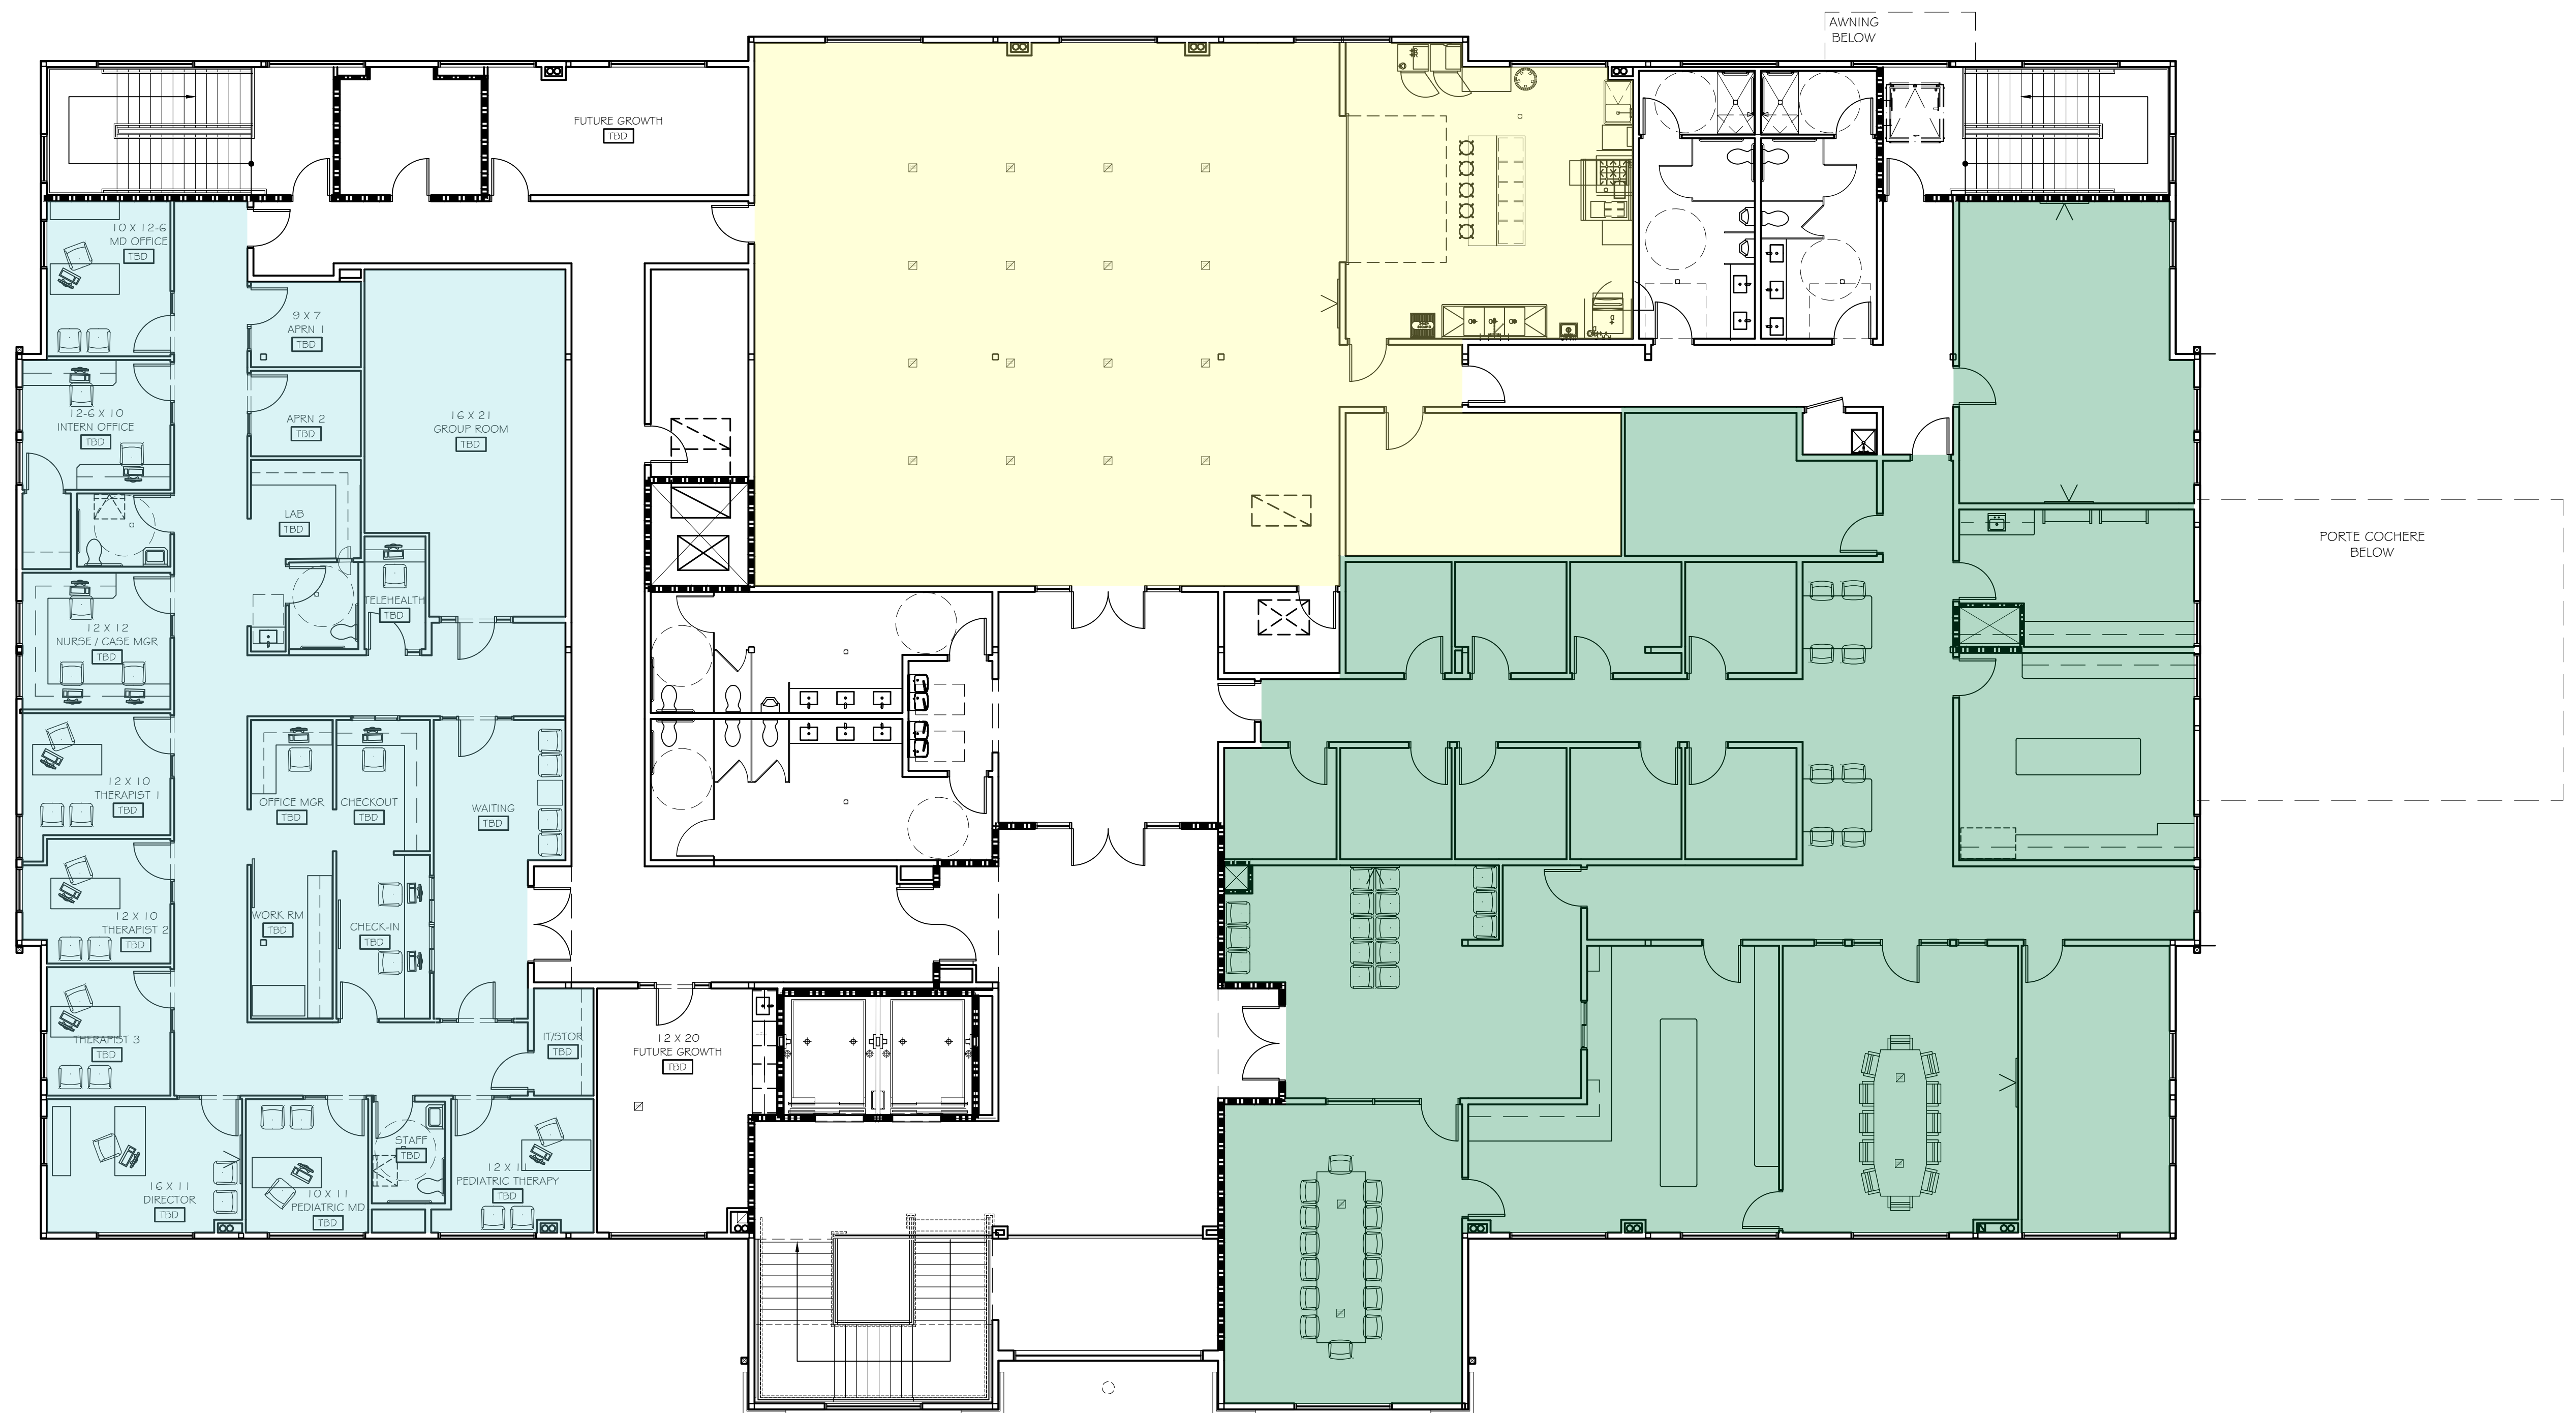 AWNING
BELOW
FUTURE GROWTH
TBD
10 X 12-6
MD OFFICE
TBD
9 X 7
APRN 1
TBD
12-6 X 10
INTERN OFFICE
TBD
APRN 2
TBD
16 X 21
GROUP ROOM
TBD
LAB
TBD
PORTE COCHERE
BELOW
TELEHEALTH
TBD
12 X 12
NURSE / CASE MGR
TBD
12 X 10
THERAPIST 1
TBD
OFFICE MGR
TBD
CHECKOUT
TBD
WAITING
TBD
12 X 10
THERAPIST 2
TBD
WORK RM
TBD
CHECK-IN
TBD
THERAPIST 3
TBD
IT/STOR
TBD
12 X 20
FUTURE GROWTH
TBD
STAFF
TBD
16 X 11
DIRECTOR
TBD
10 X 11
PEDIATRIC MD
TBD
12 X 11
PEDIATRIC THERAPY
TBD